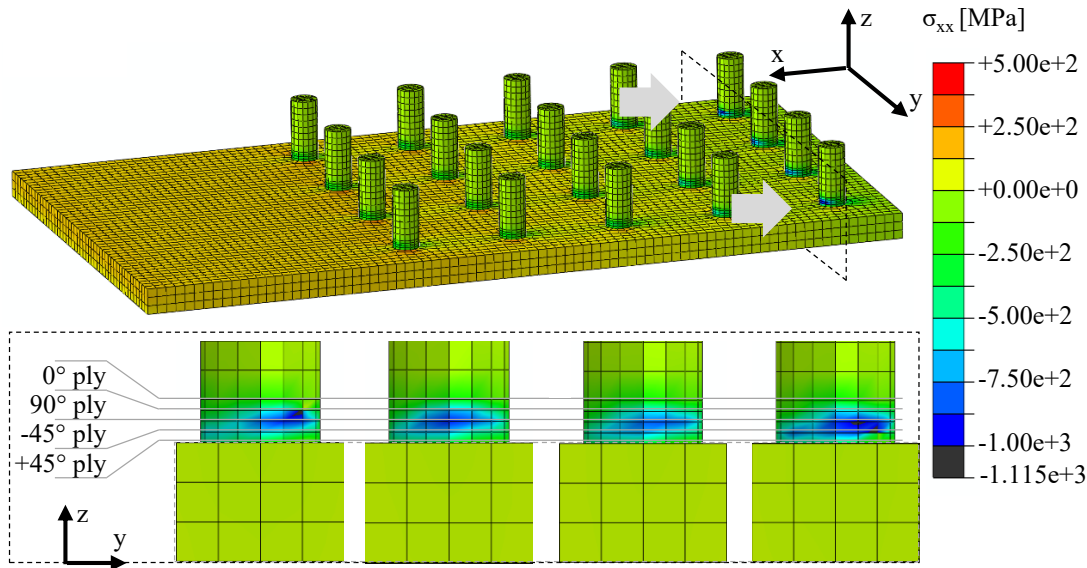 z
x
y
σxx [MPa]
+5.00e+2
+2.50e+2
+0.00e+0
-2.50e+2
-5.00e+2
-7.50e+2
-1.00e+3
-1.115e+3
0° ply
90° ply
-45° ply
+45° ply
z
y